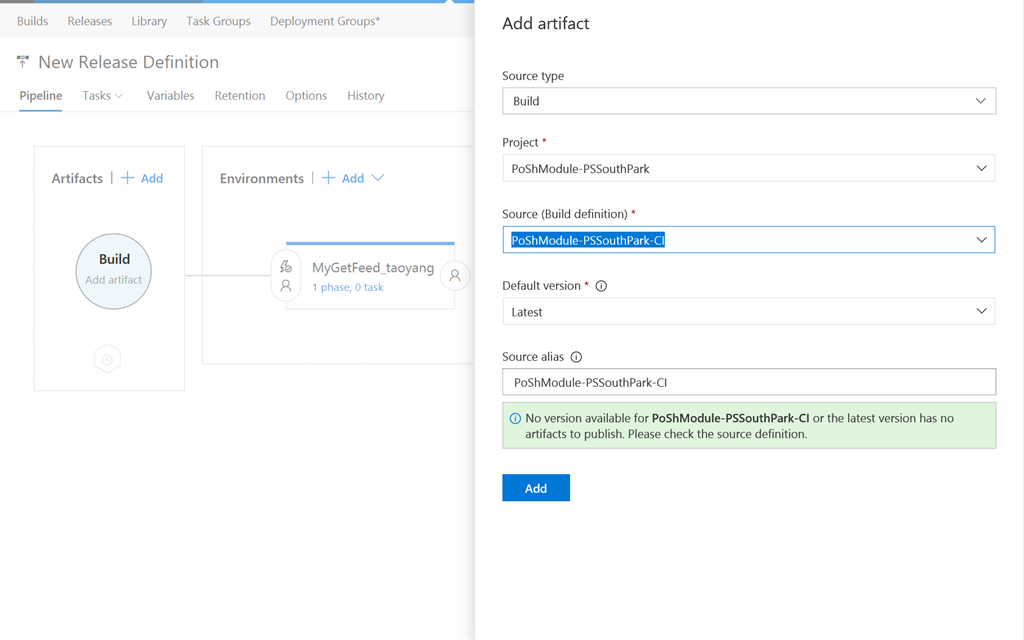 Builds Releases Library Task Groups Deployment Groups*
New Release Definition
Pipeline Tasks Variables Retention Options History
Artifacts | + Add
Environments | + Add
Build
Add artifact
MyGetFeed_taoyang
1 phase, 0 task
Add artifact
Source type
Build
Project *
PoShModule-PSSouthPark
Source (Build definition) *
PoShModule-PSSouthPark-CI
Default version *
Latest
Source alias
PoShModule-PSSouthPark-CI
No version available for PoShModule-PSSouthPark-CI or the latest version has no
artifacts to publish. Please check the source definition.
Add